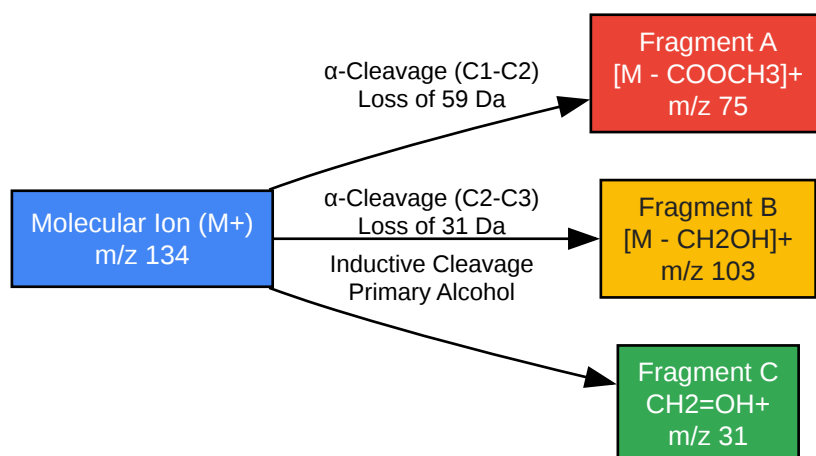 α-Cleavage (C1-C2)
Loss of 59 Da
Fragment A
[M - COOCH3]+
m/z 75
Molecular Ion (M+)
m/z 134
α-Cleavage (C2-C3)
Loss of 31 Da
Fragment B
[M - CH2OH]+
m/z 103
Inductive Cleavage
Primary Alcohol
Fragment C
CH2=OH+
m/z 31